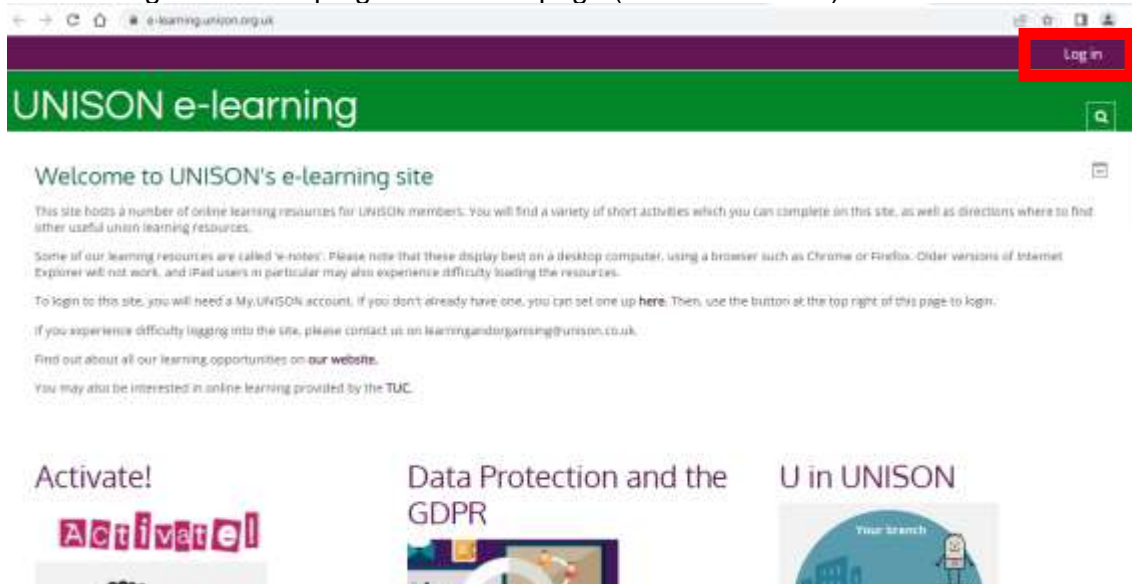 e-learning.unison.org.uk
Log in
UNISON e-learning
Welcome to UNISON's e-learning site
This site hosts a number of online learning resources for UNISON members. You will find a variety of short activities which you can complete on this site, as well as directions where to find
other useful union learning resources.
Some of our learning resources are called 'e-notes'. Please note that these display best on a desktop computer, using a browser such as Chrome or Firefox. Older versions of Internet
Explorer will not work, and iPad users in particular may also experience difficulty loading the resources.
To login to this site, you will need a My.UNISON account. If you don't already have one, you can set one up here. Then, use the button at the top right of this page to login.
If you experience difficulty logging into the site, please contact us on learningandorganising@unison.co.uk.
Find out about all our learning opportunities on our website.
You may also be interested in online learning provided by the TUC.
Activate!
Data Protection and the
GDPR
U in UNISON
Activate!
Your branch